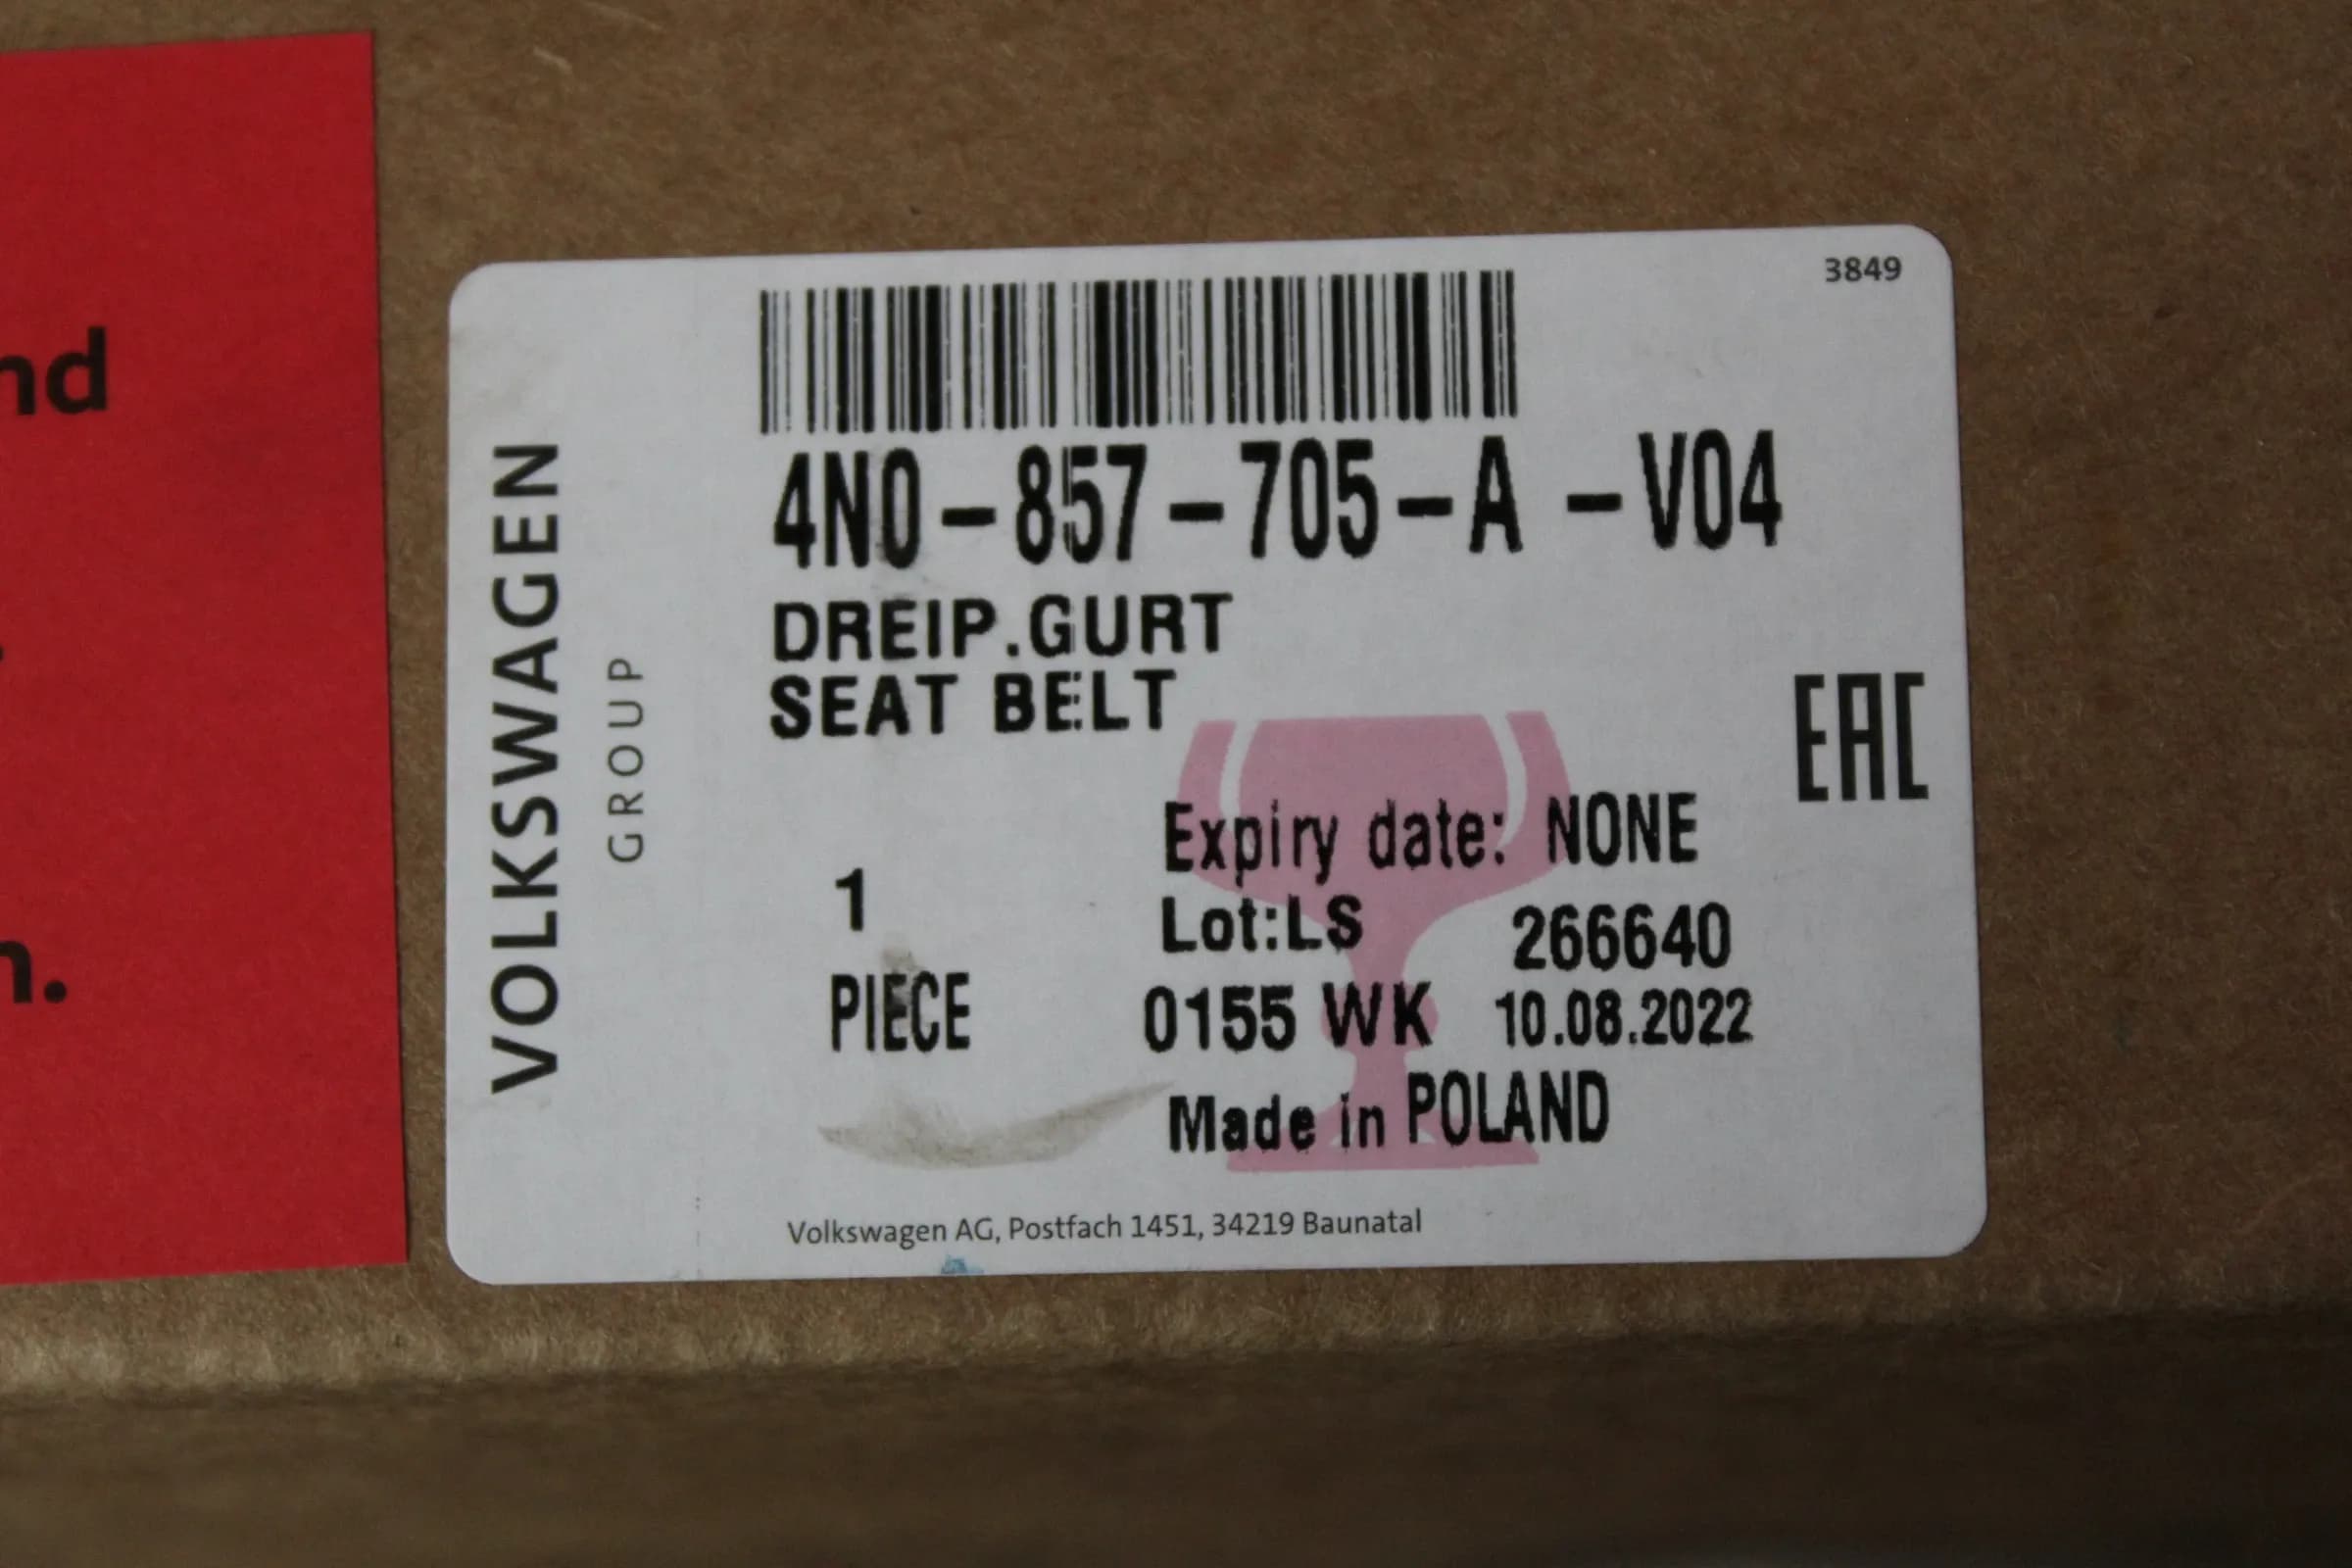 nd
n.
VOLKSWAGEN
GROUP
3849
4N0-857-705-A -V04
DREIP.GURT
SEAT BELT
EAC
Expiry date: NONE
1
Lot:LS 266640
PIECE 0155 WK 10.08.2022
Made in POLAND
Volkswagen AG, Postfach 1451, 34219 Baunatal